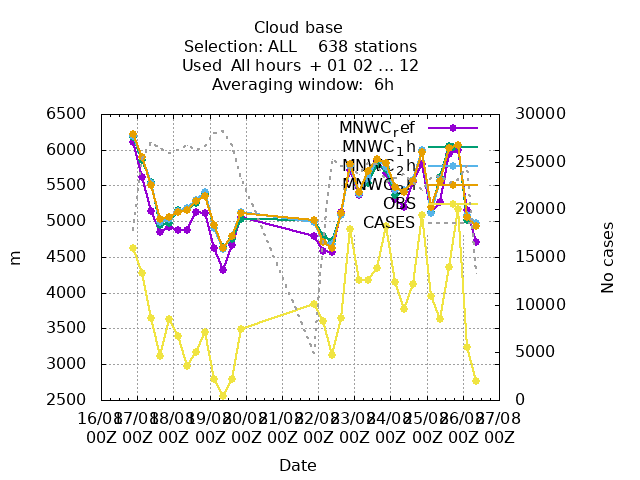 Cloud base
Selection: ALL 638 stations
Used All hours + 01 02 ... 12
Averaging window: 6h
6500
6000
5500
5000
4500
4000
3500
3000
2500
30000
25000
20000
15000
10000
5000
0
MNWC_ref
MNWC_1h
MNWC_2h
OBS
CASES
m
No cases
16/08 17/08 18/08 19/08 20/08 21/08 22/08 23/08 24/08 25/08 26/08 27/08
00Z 00Z 00Z 00Z 00Z 00Z 00Z 00Z 00Z 00Z 00Z 00Z
Date